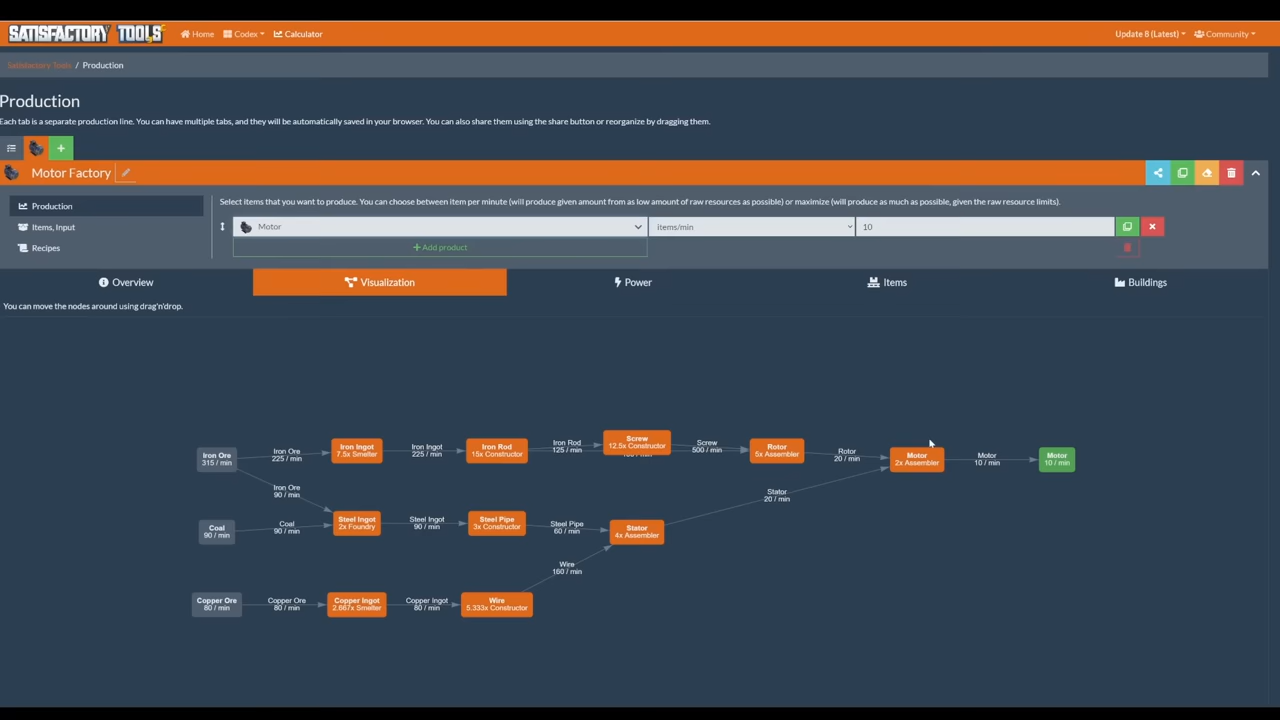 SATISFACTORY TOOLS Home Codex Calculator Update 8 (Latest) Community
Satisfactory Tools / Production
Production
Each tab is a separate production line. You can have multiple tabs, and they will be automatically saved in your browser. You can also share them using the share button or reorganize by dragging them.
Motor Factory
Production
Items, Input
Recipes
Select items that you want to produce. You can choose between item per minute (will produce given amount from as low amount of raw resources as possible) or maximize (will produce as much as possible, given the raw resource limits).
Motor items/min 10
+ Add product
Overview Visualization Power Items Buildings
You can move the nodes around using drag'n'drop.
Iron Ore
315 / min
Iron Ore
225 / min
Iron Ingot
7.5x Smelter
Iron Ingot
225 / min
Iron Rod
15x Constructor
Iron Rod
125 / min
Screw
12.5x Constructor
Screw
500 / min
Rotor
5x Assembler
Rotor
20 / min
Motor
2x Assembler
Motor
10 / min
Motor
10 / min
Iron Ore
90 / min
Coal
90 / min
Coal
90 / min
Steel Ingot
2x Foundry
Steel Ingot
90 / min
Steel Pipe
3x Constructor
Steel Pipe
60 / min
Stator
4x Assembler
Stator
20 / min
Wire
160 / min
Copper Ore
80 / min
Copper Ore
80 / min
Copper Ingot
2.667x Smelter
Copper Ingot
80 / min
Wire
5.333x Constructor